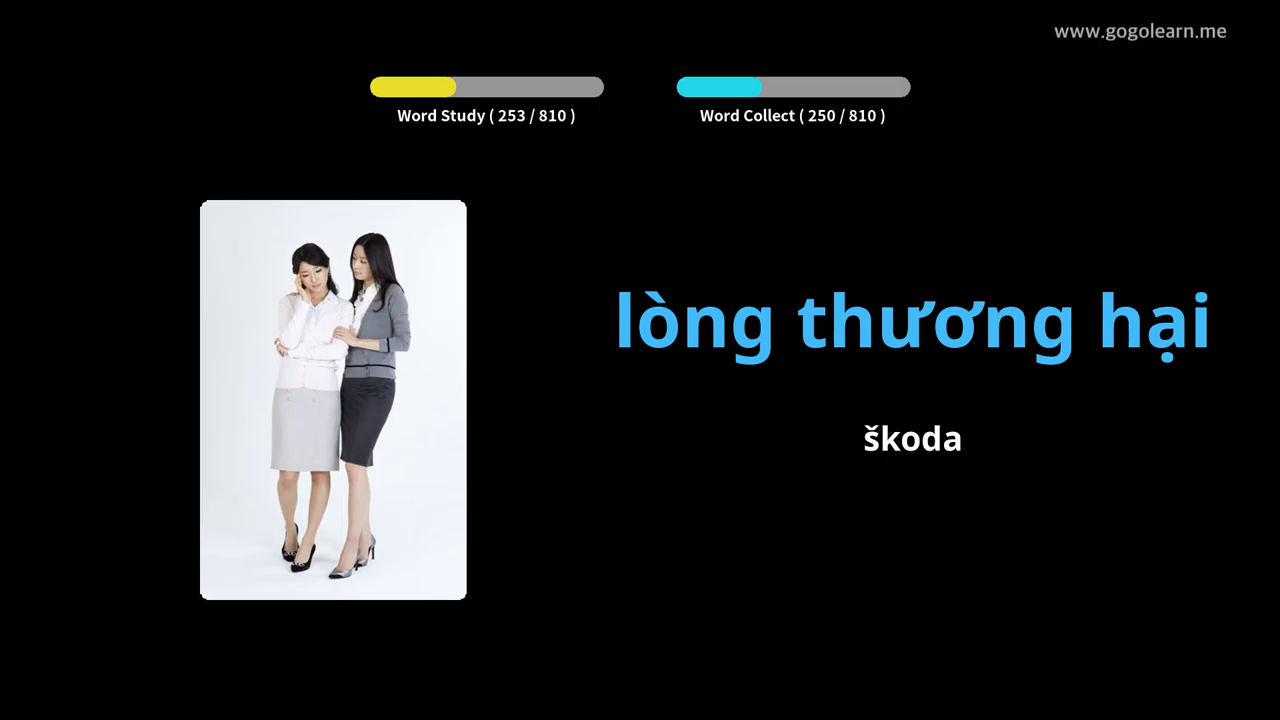 www.gogolearn.me
Word Study ( 253 / 810 )
Word Collect ( 250 / 810 )
lòng thương hại
škoda